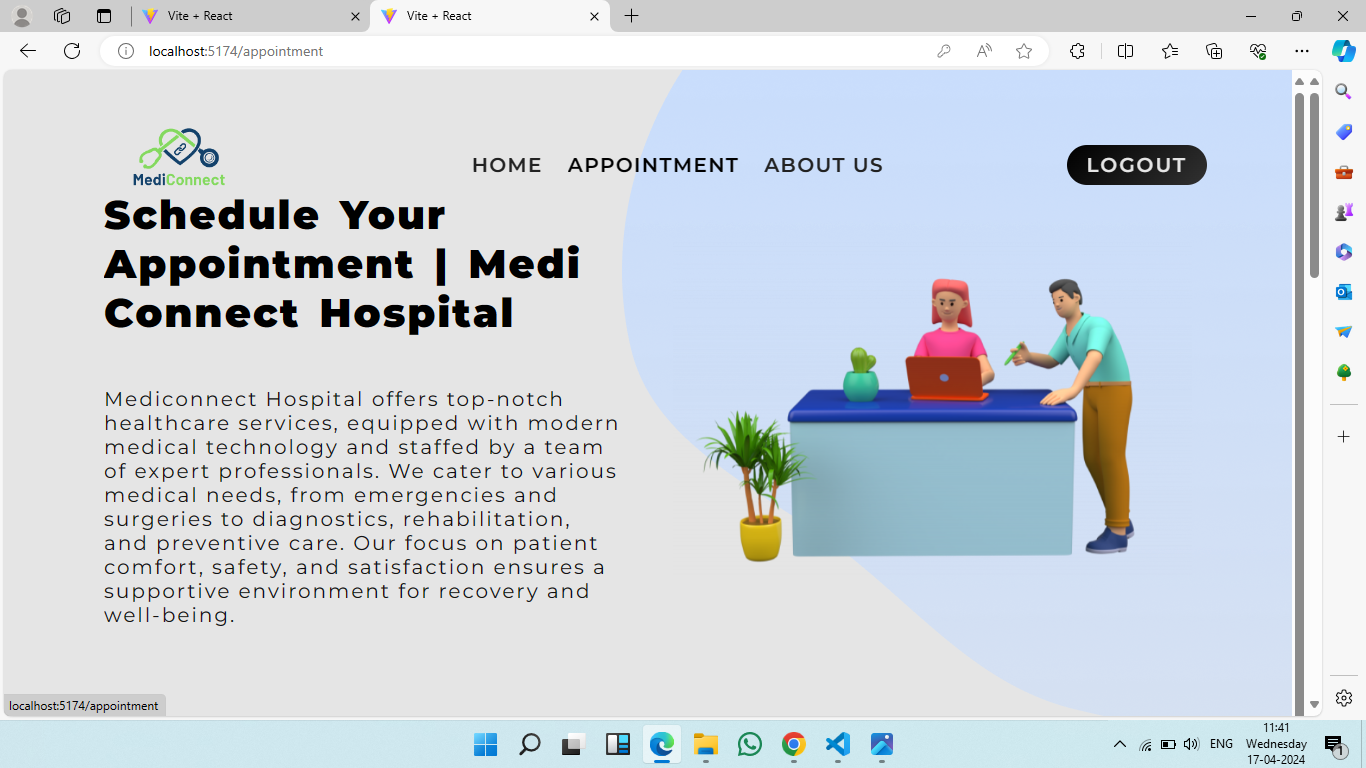 Vite + React
Vite + React
localhost:5174/appointment
MediConnect
HOME
APPOINTMENT
ABOUT US
LOGOUT
Schedule Your
Appointment | Medi
Connect Hospital
Mediconnect Hospital offers top-notch
healthcare services, equipped with modern
medical technology and staffed by a team
of expert professionals. We cater to various
medical needs, from emergencies and
surgeries to diagnostics, rehabilitation,
and preventive care. Our focus on patient
comfort, safety, and satisfaction ensures a
supportive environment for recovery and
well-being.
localhost:5174/appointment
ENG
11:41
Wednesday
17-04-2024
1